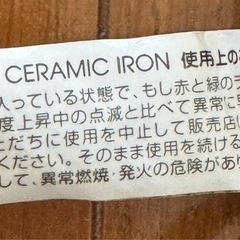 CERAMIC IRON 使用上の
入っている状態で、もし赤と緑の
度上昇中の点滅と比べて異常に
ただちに使用を中止して販売店
ください。そのまま使用を続ける
して、異常燃焼・発火の危険があり